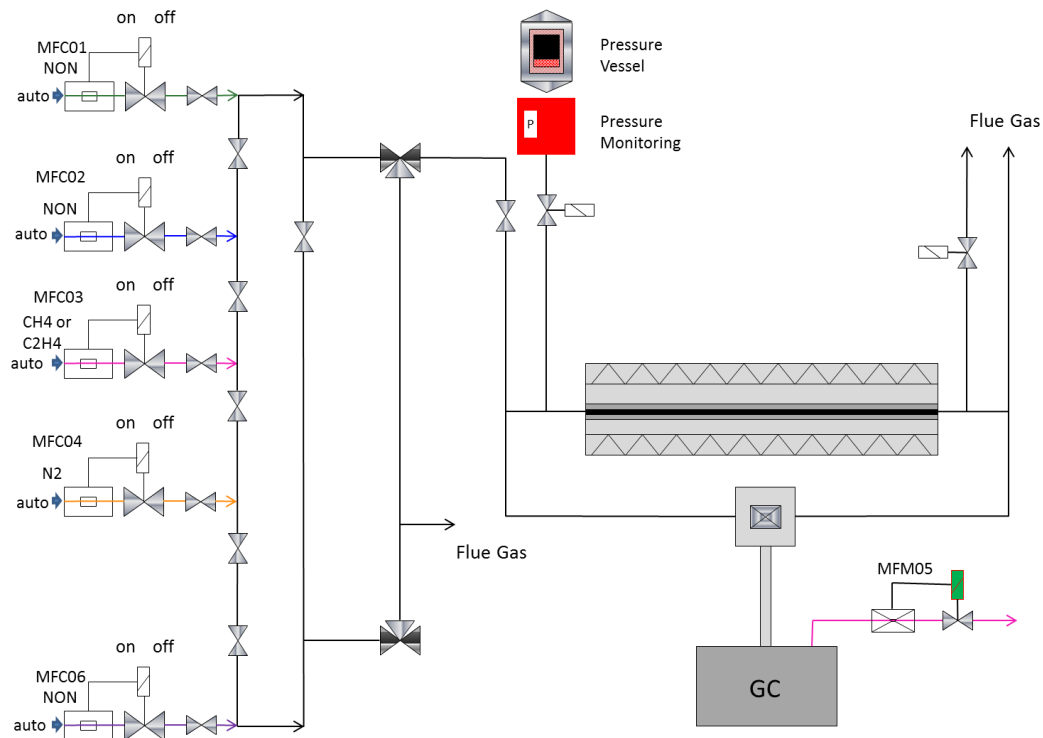 on off
MFC01
NON
auto
on off
MFC02
NON
auto
on off
MFC03
CH4 or
C2H4
auto
on off
MFC04
N2
auto
on off
MFC06
NON
auto
Flue Gas
Pressure
Vessel
P
Pressure
Monitoring
Flue Gas
MFM05
GC